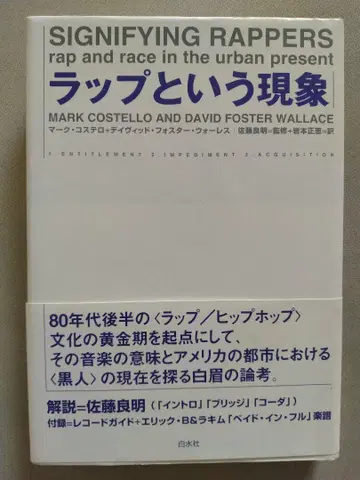 SIGNIFYING RAPPERS
rap and race in the urban present
ラップという現象
MARK COSTELLO AND DAVID FOSTER WALLACE
マーク・コステロ+デイヴィッド・フォスター・ウォーレス | 佐藤良明=監修+岩本正恵=訳
1 ENTITLEMENT 2 IMPEDIMENT 3 ACQUISITION
80年代後半の〈ラップ/ヒップホップ〉
文化の黄金期を起点にして、
その音楽の意味とアメリカの都市における
〈黒人〉の現在を探る白眉の論考。
解説=佐藤良明(「イントロ」「ブリッジ」「コーダ」)
付録=レコードガイド+エリック・B&ラキム「ペイド・イン・フル」楽譜
白水社